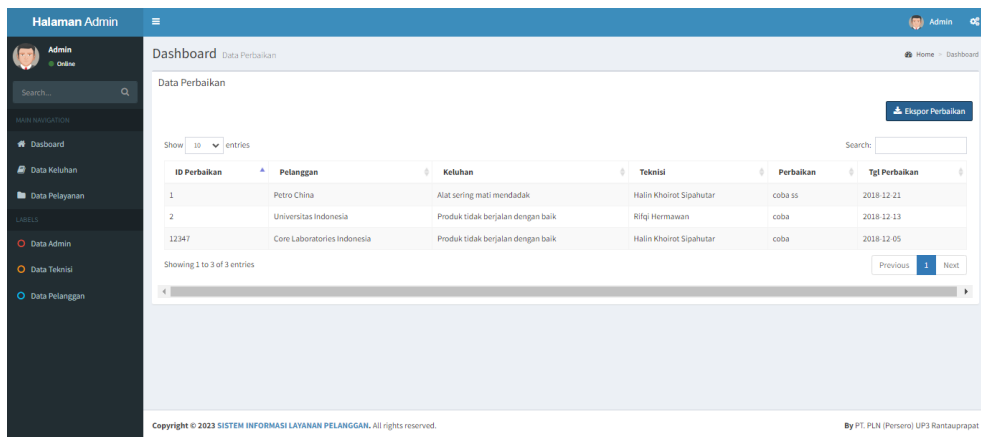 Halaman Admin
Admin
Admin
Online
Dashboard Data Perbaikan
Home > Dashboard
Search...
MAIN NAVIGATION
Dasboard
Data Keluhan
Data Pelayanan
LABELS
Data Admin
Data Teknisi
Data Pelanggan
Data Perbaikan
Ekspor Perbaikan
Show 10 entries
Search:
ID Perbaikan Pelanggan Keluhan Teknisi Perbaikan Tgl Perbaikan
1 Petro China Alat sering mati mendadak Halin Khoirot Sipahutar coba ss 2018-12-21
2 Universitas Indonesia Produk tidak berjalan dengan baik Rifqi Hermawan coba 2018-12-13
12347 Core Laboratories Indonesia Produk tidak berjalan dengan baik Halin Khoirot Sipahutar coba 2018-12-05
Showing 1 to 3 of 3 entries
Previous 1 Next
Copyright © 2023 SISTEM INFORMASI LAYANAN PELANGGAN. All rights reserved.
By PT. PLN (Persero) UP3 Rantauprapat